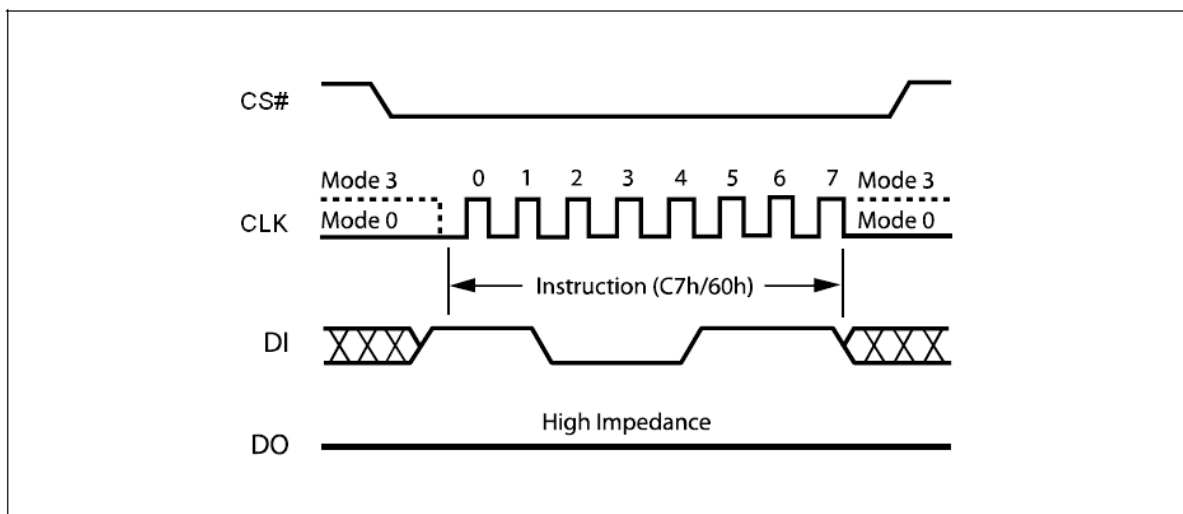 CS#
Mode 3 0 1 2 3 4 5 6 7 Mode 3
CLK
Mode 0 Mode 0
Instruction (C7h/60h)
DI
High Impedance
DO